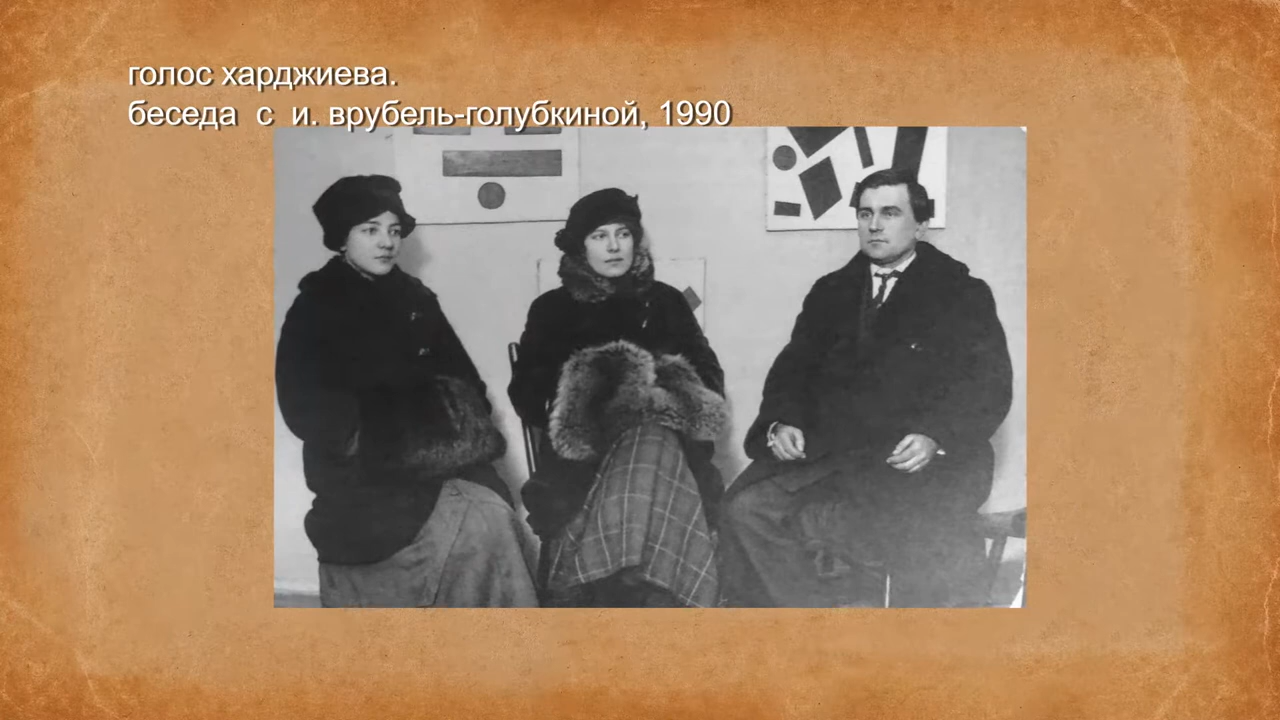 голос харджиева.
беседа с и. врубель-голубкиной, 1990